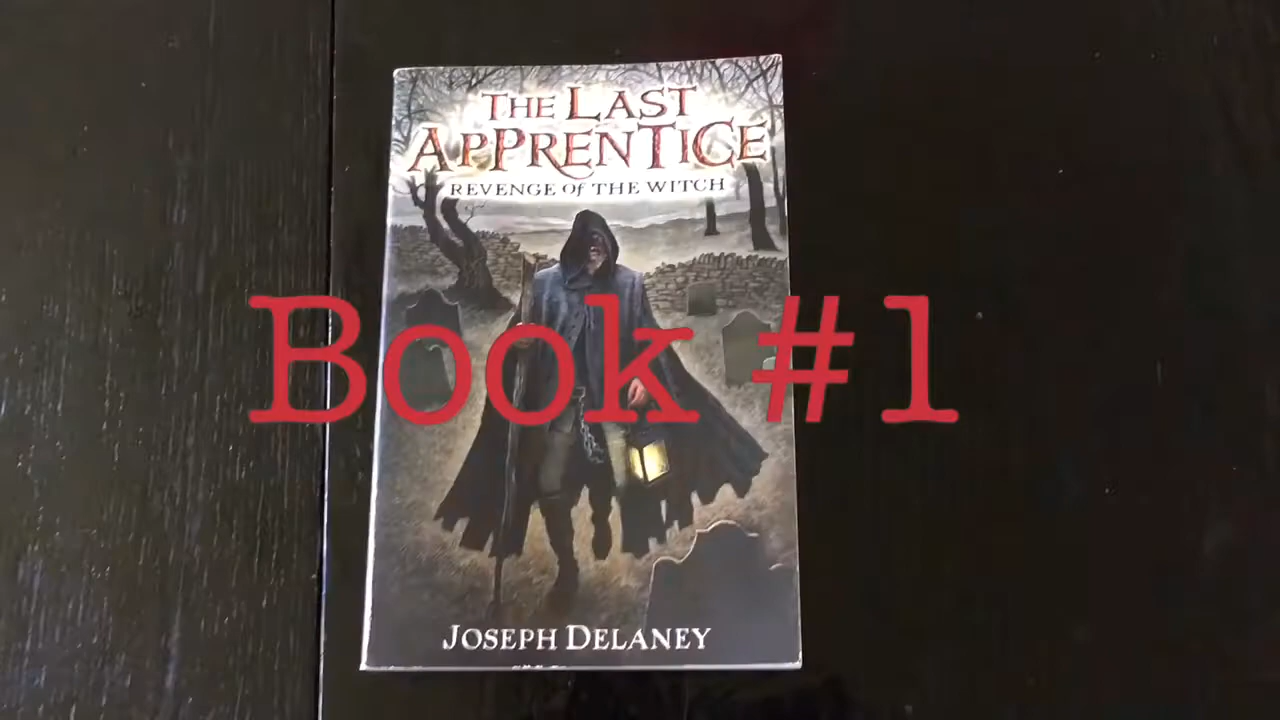 THE LAST
APPRENTICE
REVENGE OF THE WITCH
Book #1
JOSEPH DELANEY